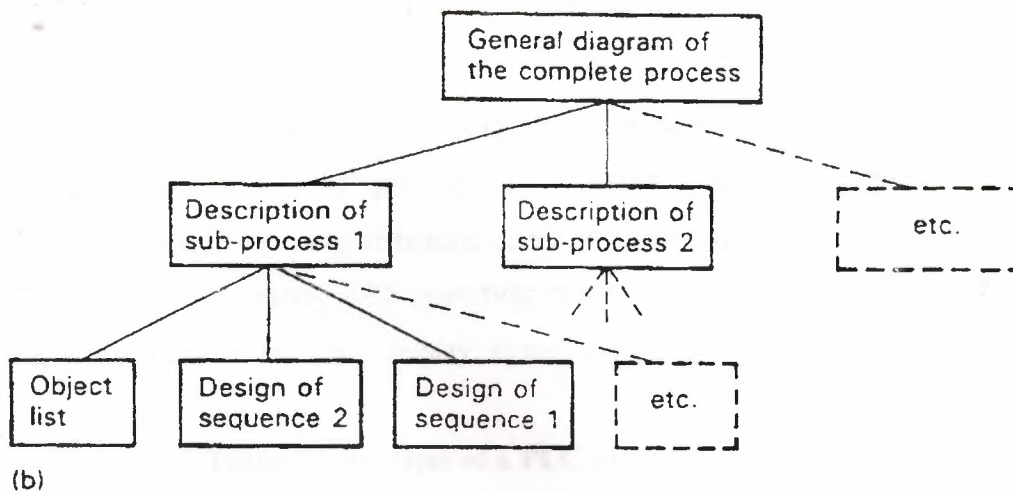 General diagram of
the complete process
Description of
sub-process 1
Description of
sub-process 2
etc.
Object
list
Design of
sequence 2
Design of
sequence 1
etc.
(b)